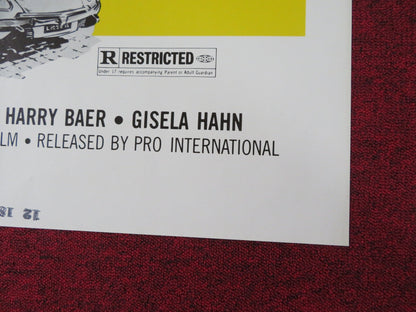 R RESTRICTED
Under 17 requires accompanying Parent or Adult Guardian
HARRY BAER • GISELA HAHN
LM • RELEASED BY PRO INTERNATIONAL